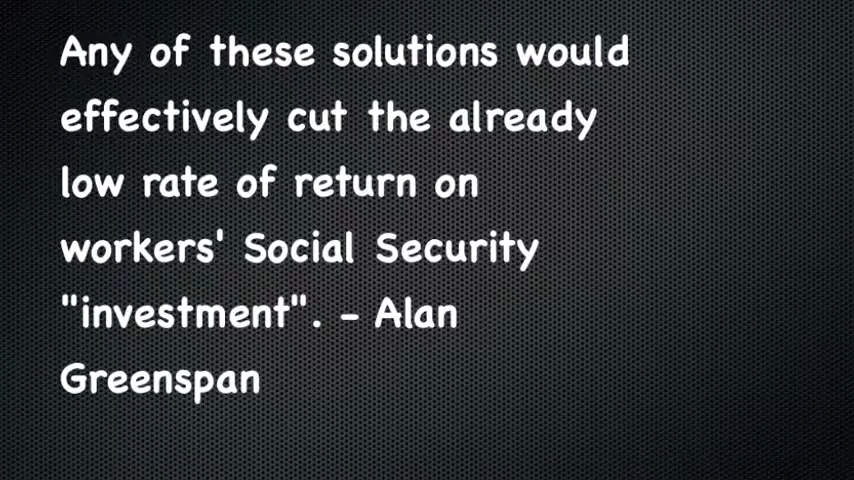 Any of these solutions would
effectively cut the already
low rate of return on
workers' Social Security
"investment". - Alan
Greenspan